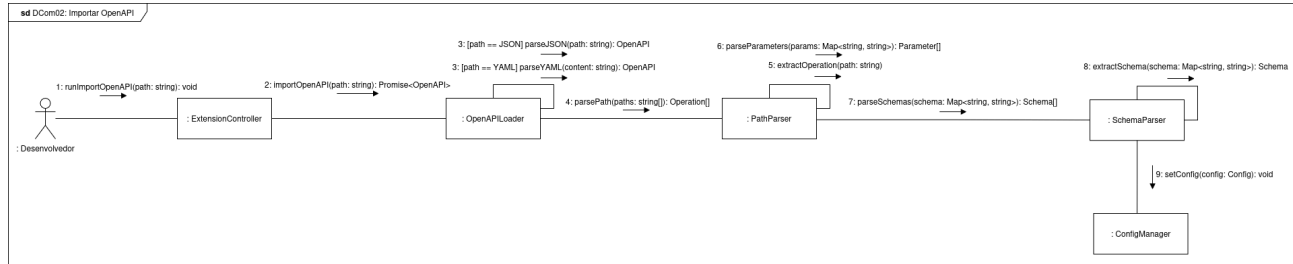 sd DCom02: Importar OpenAPI
3: [path == JSON] parseJSON(path: string): OpenAPI
6: parseParameters(params: Map<string, string>): Parameter[]
3: [path == YAML] parseYAML(content: string): OpenAPI
5: extractOperation(path: string)
8: extractSchema(schema: Map<string, string>): Schema
1: runImportOpenAPI(path: string): void
2: importOpenAPI(path: string): Promise<OpenAPI>
4: parsePath(paths: string[]): Operation[]
7: parseSchemas(schema: Map<string, string>): Schema[]
: ExtensionController
: OpenAPILoader
: PathParser
: SchemaParser
: Desenvolvedor
9: setConfig(config: Config): void
: ConfigManager